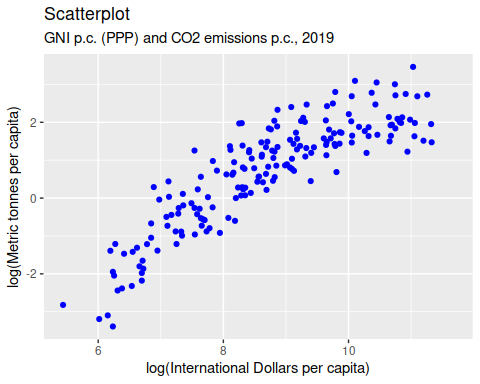 Scatterplot
GNI p.c. (PPP) and CO2 emissions p.c., 2019
log(Metric tonnes per capita)
2
0
-2
6
8
10
log(International Dollars per capita)